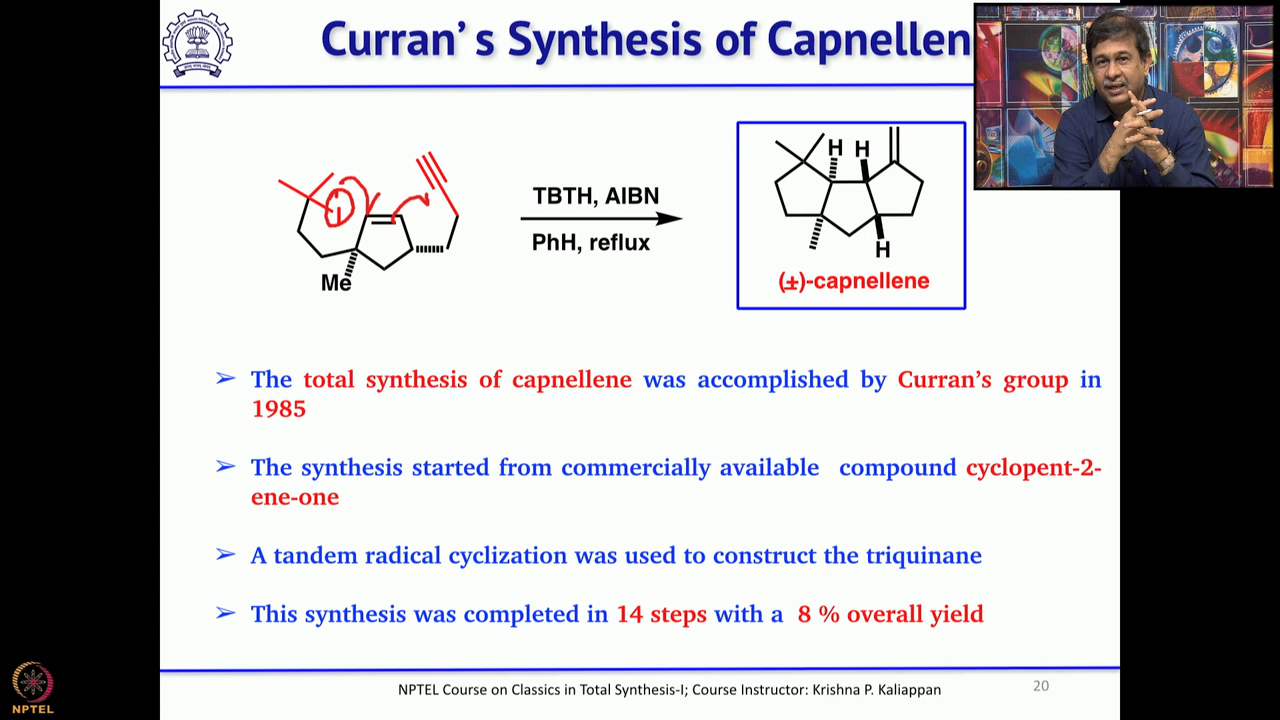 Curran's Synthesis of Capnellen
I
Me
TBTH, AIBN
PhH, reflux
H H
H
(±)-capnellene
➢ The total synthesis of capnellene was accomplished by Curran's group in
1985
➢ The synthesis started from commercially available compound cyclopent-2-
ene-one
➢ A tandem radical cyclization was used to construct the triquinane
➢ This synthesis was completed in 14 steps with a 8 % overall yield
NPTEL Course on Classics in Total Synthesis-I; Course Instructor: Krishna P. Kaliappan
20
NPTEL